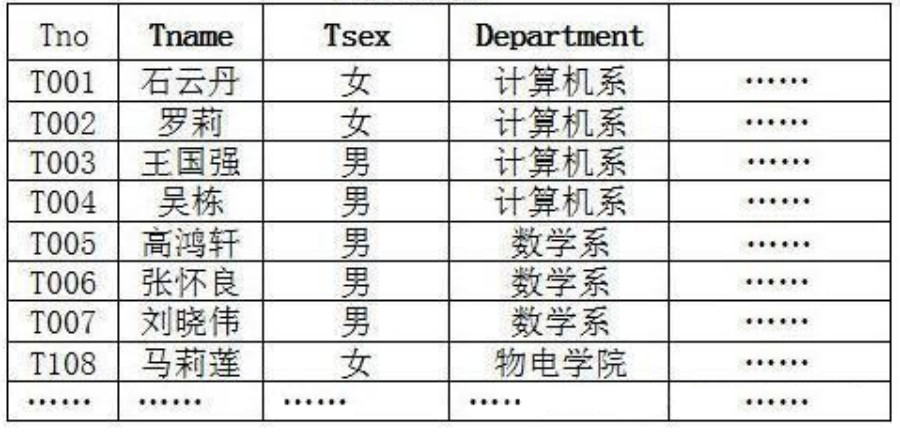 Tno Tname Tsex Department
T001 石云丹 女 计算机系 ……
T002 罗莉 女 计算机系 ……
T003 王国强 男 计算机系 ……
T004 吴栋 男 计算机系 ……
T005 高鸿轩 男 数学系 ……
T006 张怀良 男 数学系 ……
T007 刘晓伟 男 数学系 ……
T108 马莉莲 女 物电学院 ……
…… …… …… ….. ……